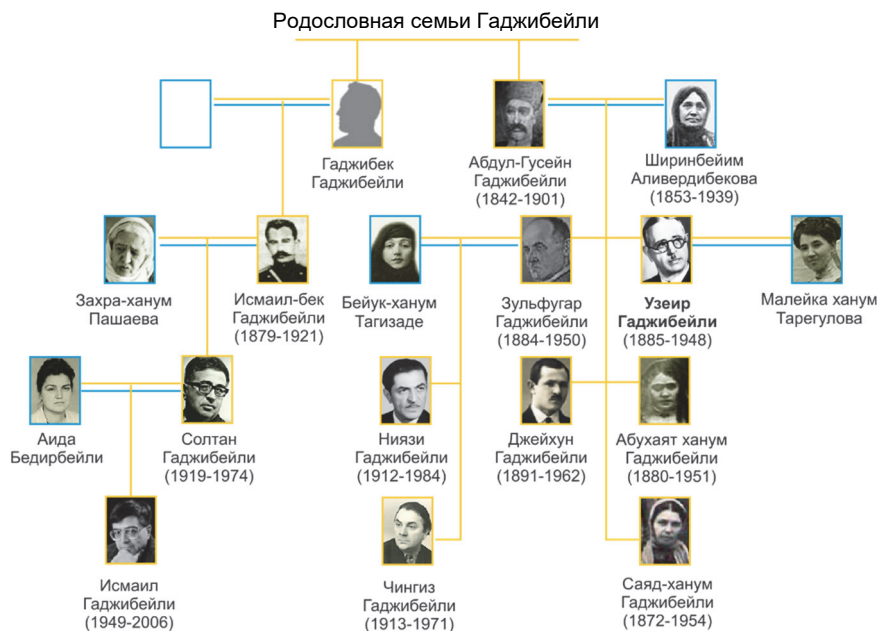 Родословная семьи Гаджибейли
Гаджибек
Гаджибейли
Абдул-Гусейн
Гаджибейли
(1842-1901)
Ширинбейим
Аливердибекова
(1853-1939)
Захра-ханум
Пашаева
Исмаил-бек
Гаджибейли
(1879-1921)
Бейук-ханум
Тагизаде
Зульфугар
Гаджибейли
(1884-1950)
Узеир
Гаджибейли
(1885-1948)
Малейка ханум
Тарегулова
Аида
Бедирбейли
Солтан
Гаджибейли
(1919-1974)
Ниязи
Гаджибейли
(1912-1984)
Джейхун
Гаджибейли
(1891-1962)
Абухаят ханум
Гаджибейли
(1880-1951)
Исмаил
Гаджибейли
(1949-2006)
Чингиз
Гаджибейли
(1913-1971)
Саяд-ханум
Гаджибейли
(1872-1954)